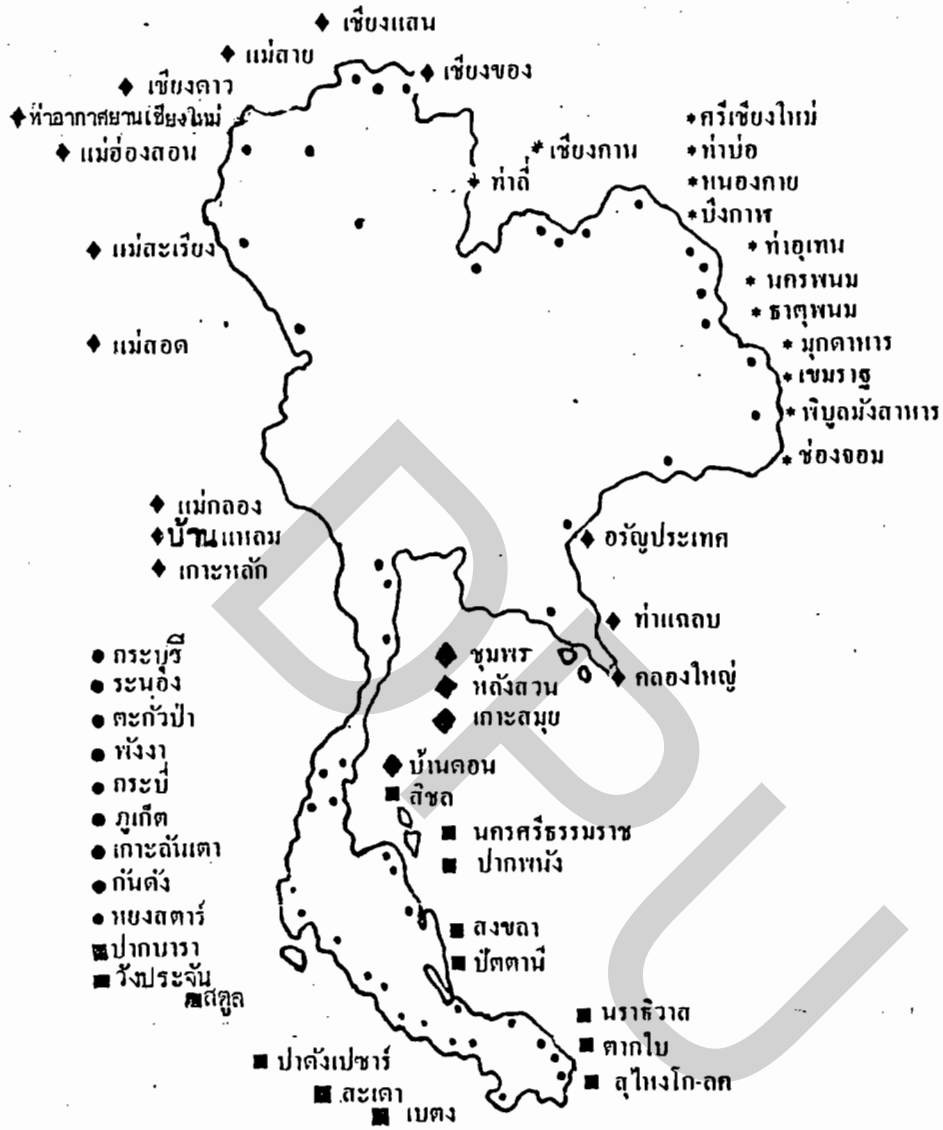 ◆ เชียงแสน
◆ แม่สาย
◆ เชียงดาว
◆ เชียงของ
◆ ท่าอากาศยานเชียงใหม่
◆ แม่ฮ่องสอน
* เชียงคาน
* ท่าลี่
* ศรีเชียงใหม่
* ท่าบ่อ
* หนองคาย
* บึงกาฬ
◆ แม่สะเรียง
* ท่าอุเทน
* นครพนม
* ธาตุพนม
◆ แม่สอด
* มุกดาหาร
* เขมราฐ
* พิบูลมังสาหาร
* ช่องจอม
◆ แม่กลอง
◆ บ้านแหลม
◆ เกาะหลัก
◆ อรัญประเทศ
◆ ท่าแฉลบ
◆ คลองใหญ่
● กระบุรี
● ระนอง
● ตะกั่วป่า
● พังงา
● กระบี่
● ภูเก็ต
● เกาะลันเตา
● กันตัง
● หยงสตาร์
■ ปากบารา
■ วังประจัน
■ สตูล
◆ ชุมพร
◆ หลังสวน
◆ เกาะสมุย
◆ บ้านดอน
■ สิชล
■ นครศรีธรรมราช
■ ปากพนัง
■ สงขลา
■ ปัตตานี
■ นราธิวาส
■ ตากใบ
■ สุไหงโก-ลค
■ ปาดังเปซาร์
■ สะเดา
■ เบตง
DPU